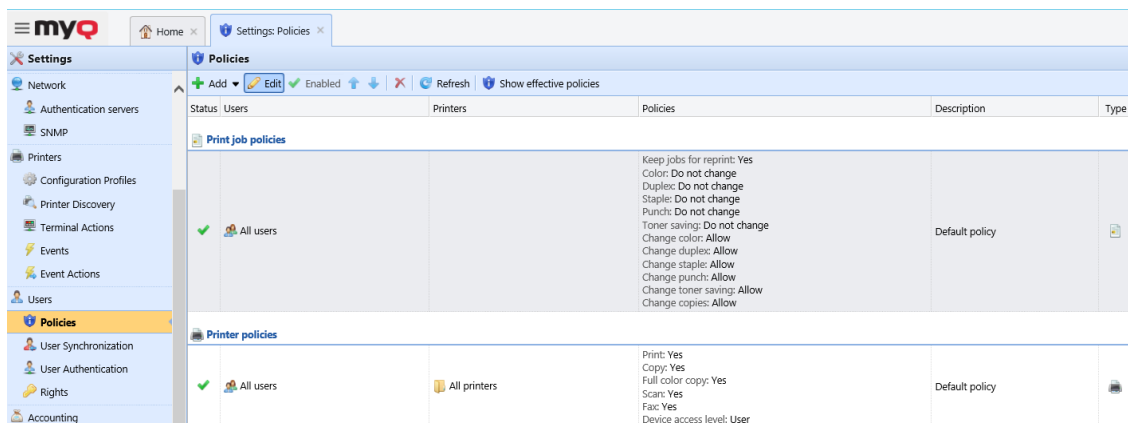 myQ
Home
Settings: Policies
Settings
Policies
Network
Authentication servers
SNMP
Printers
Configuration Profiles
Printer Discovery
Terminal Actions
Events
Event Actions
Users
Policies
User Synchronization
User Authentication
Rights
Accounting
Add Edit Enabled Refresh Show effective policies
Status Users Printers Policies Description Type
Print job policies
All users
Keep jobs for reprint: Yes
Color: Do not change
Duplex: Do not change
Staple: Do not change
Punch: Do not change
Toner saving: Do not change
Change color: Allow
Change duplex: Allow
Change staple: Allow
Change punch: Allow
Change toner saving: Allow
Change copies: Allow
Default policy
Printer policies
All users
All printers
Print: Yes
Copy: Yes
Full color copy: Yes
Scan: Yes
Fax: Yes
Device access level: User
Default policy